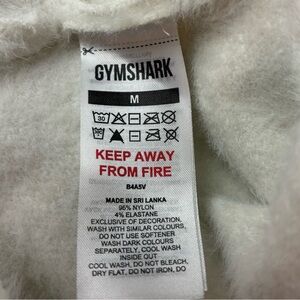 GYMSHARK
M
30
KEEP AWAY
FROM FIRE
B4A5V
MADE IN SRI LANKA
96% NYLON
4% ELASTANE
EXCLUSIVE OF DECORATION,
WASH WITH SIMILAR COLOURS,
DO NOT USE SOFTENER
WASH DARK COLOURS
SEPARATELY, COOL WASH
INSIDE OUT
COOL WASH, DO NOT BLEACH,
DRY FLAT, DO NOT IRON, DO